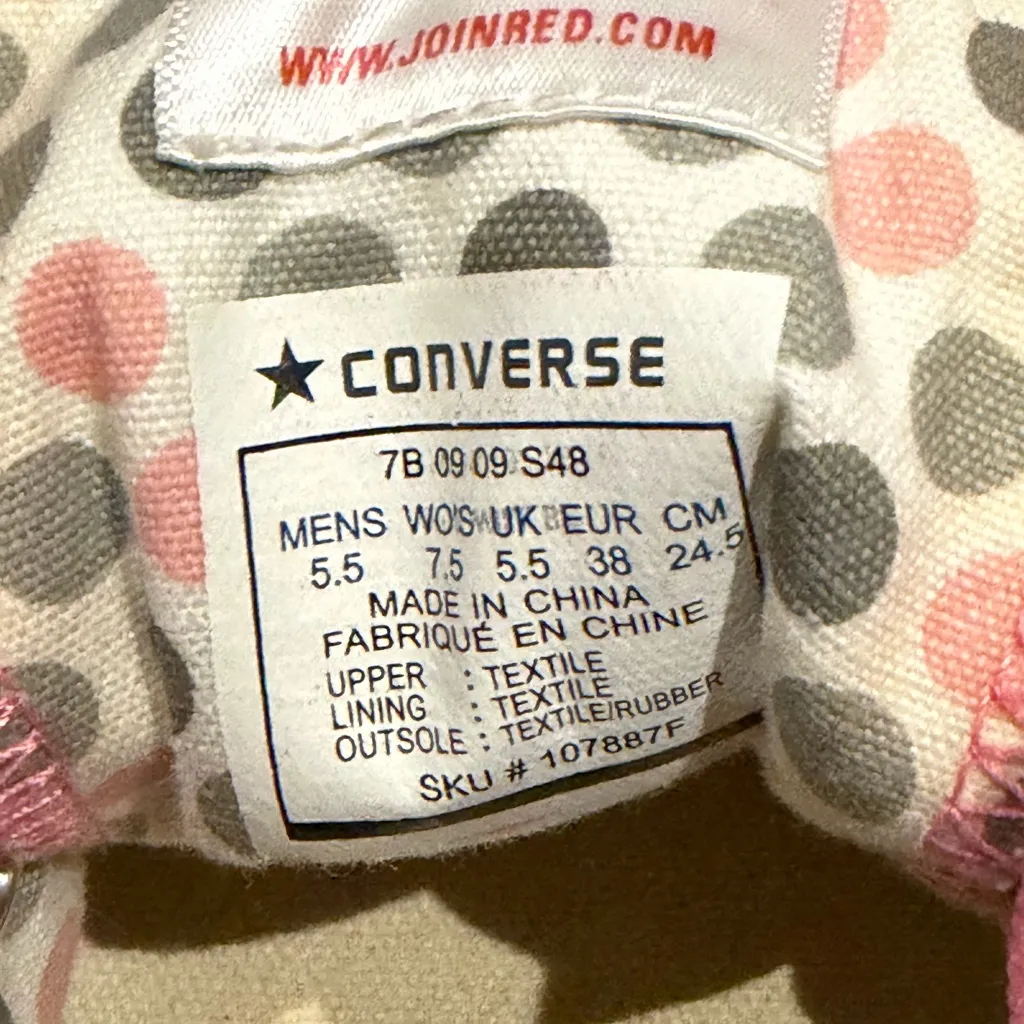 WWW.JOINRED.COM
CONVERSE
7B 09 09 S48
MENS WO'S UK EUR CM
5.5 7.5 5.5 38 24.5
MADE IN CHINA
FABRIQUÉ EN CHINE
UPPER : TEXTILE
LINING : TEXTILE
OUTSOLE : TEXTILE/RUBBER
SKU # 107887F